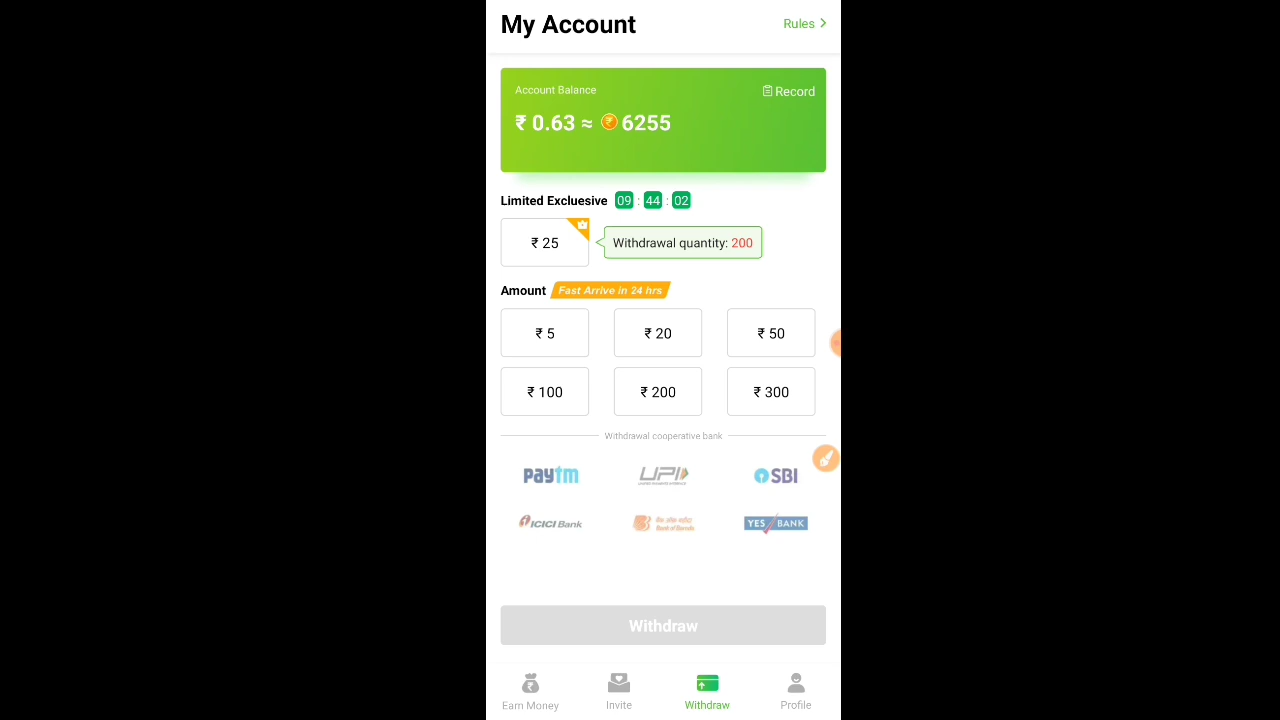 My Account
Rules
Account Balance
Record
₹ 0.63 ≈ ₹ 6255
Limited Exclusive 09 : 44 : 02
₹ 25
Withdrawal quantity: 200
Amount Fast Arrive in 24 hrs
₹ 5 ₹ 20 ₹ 50
₹ 100 ₹ 200 ₹ 300
Withdrawal cooperative bank
Paytm UPI SBI
ICICI Bank Bank of Baroda YES BANK
Withdraw
Earn Money Invite Withdraw Profile